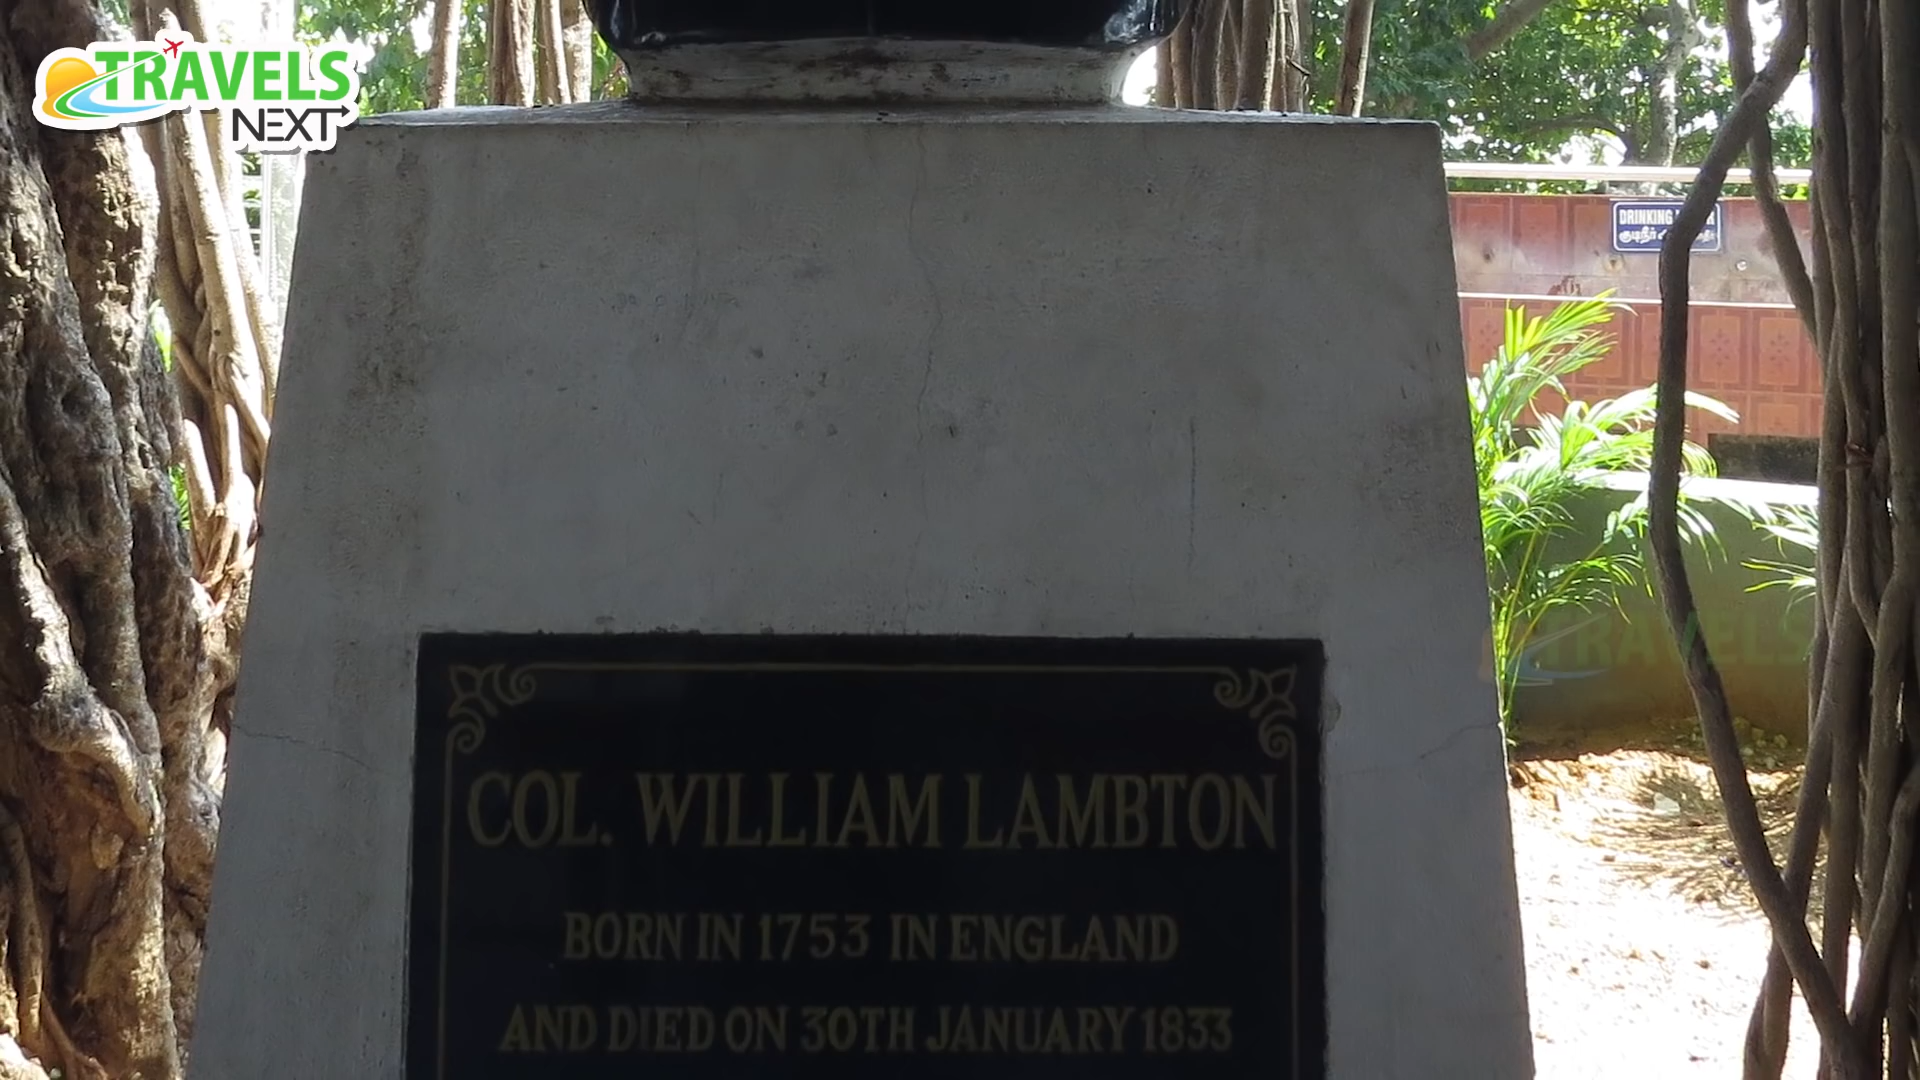 TRAVELS
NEXT
DRINKING
குடிநீர்
TRAVELS
COL. WILLIAM LAMBTON
BORN IN 1753 IN ENGLAND
AND DIED ON 30TH JANUARY 1833